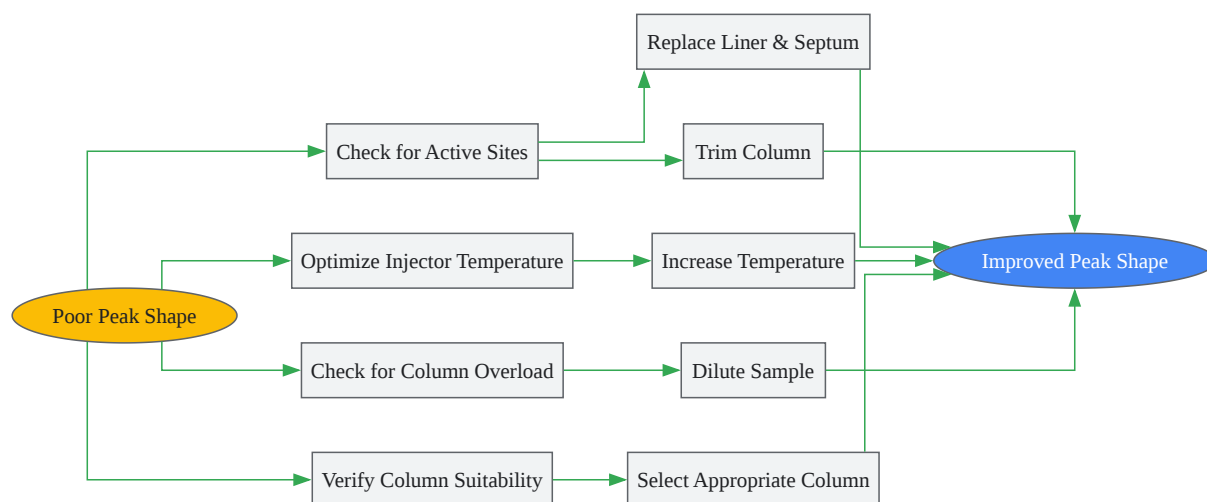 Replace Liner & Septum
Check for Active Sites
Trim Column
Optimize Injector Temperature
Increase Temperature
Improved Peak Shape
Poor Peak Shape
Check for Column Overload
Dilute Sample
Verify Column Suitability
Select Appropriate Column